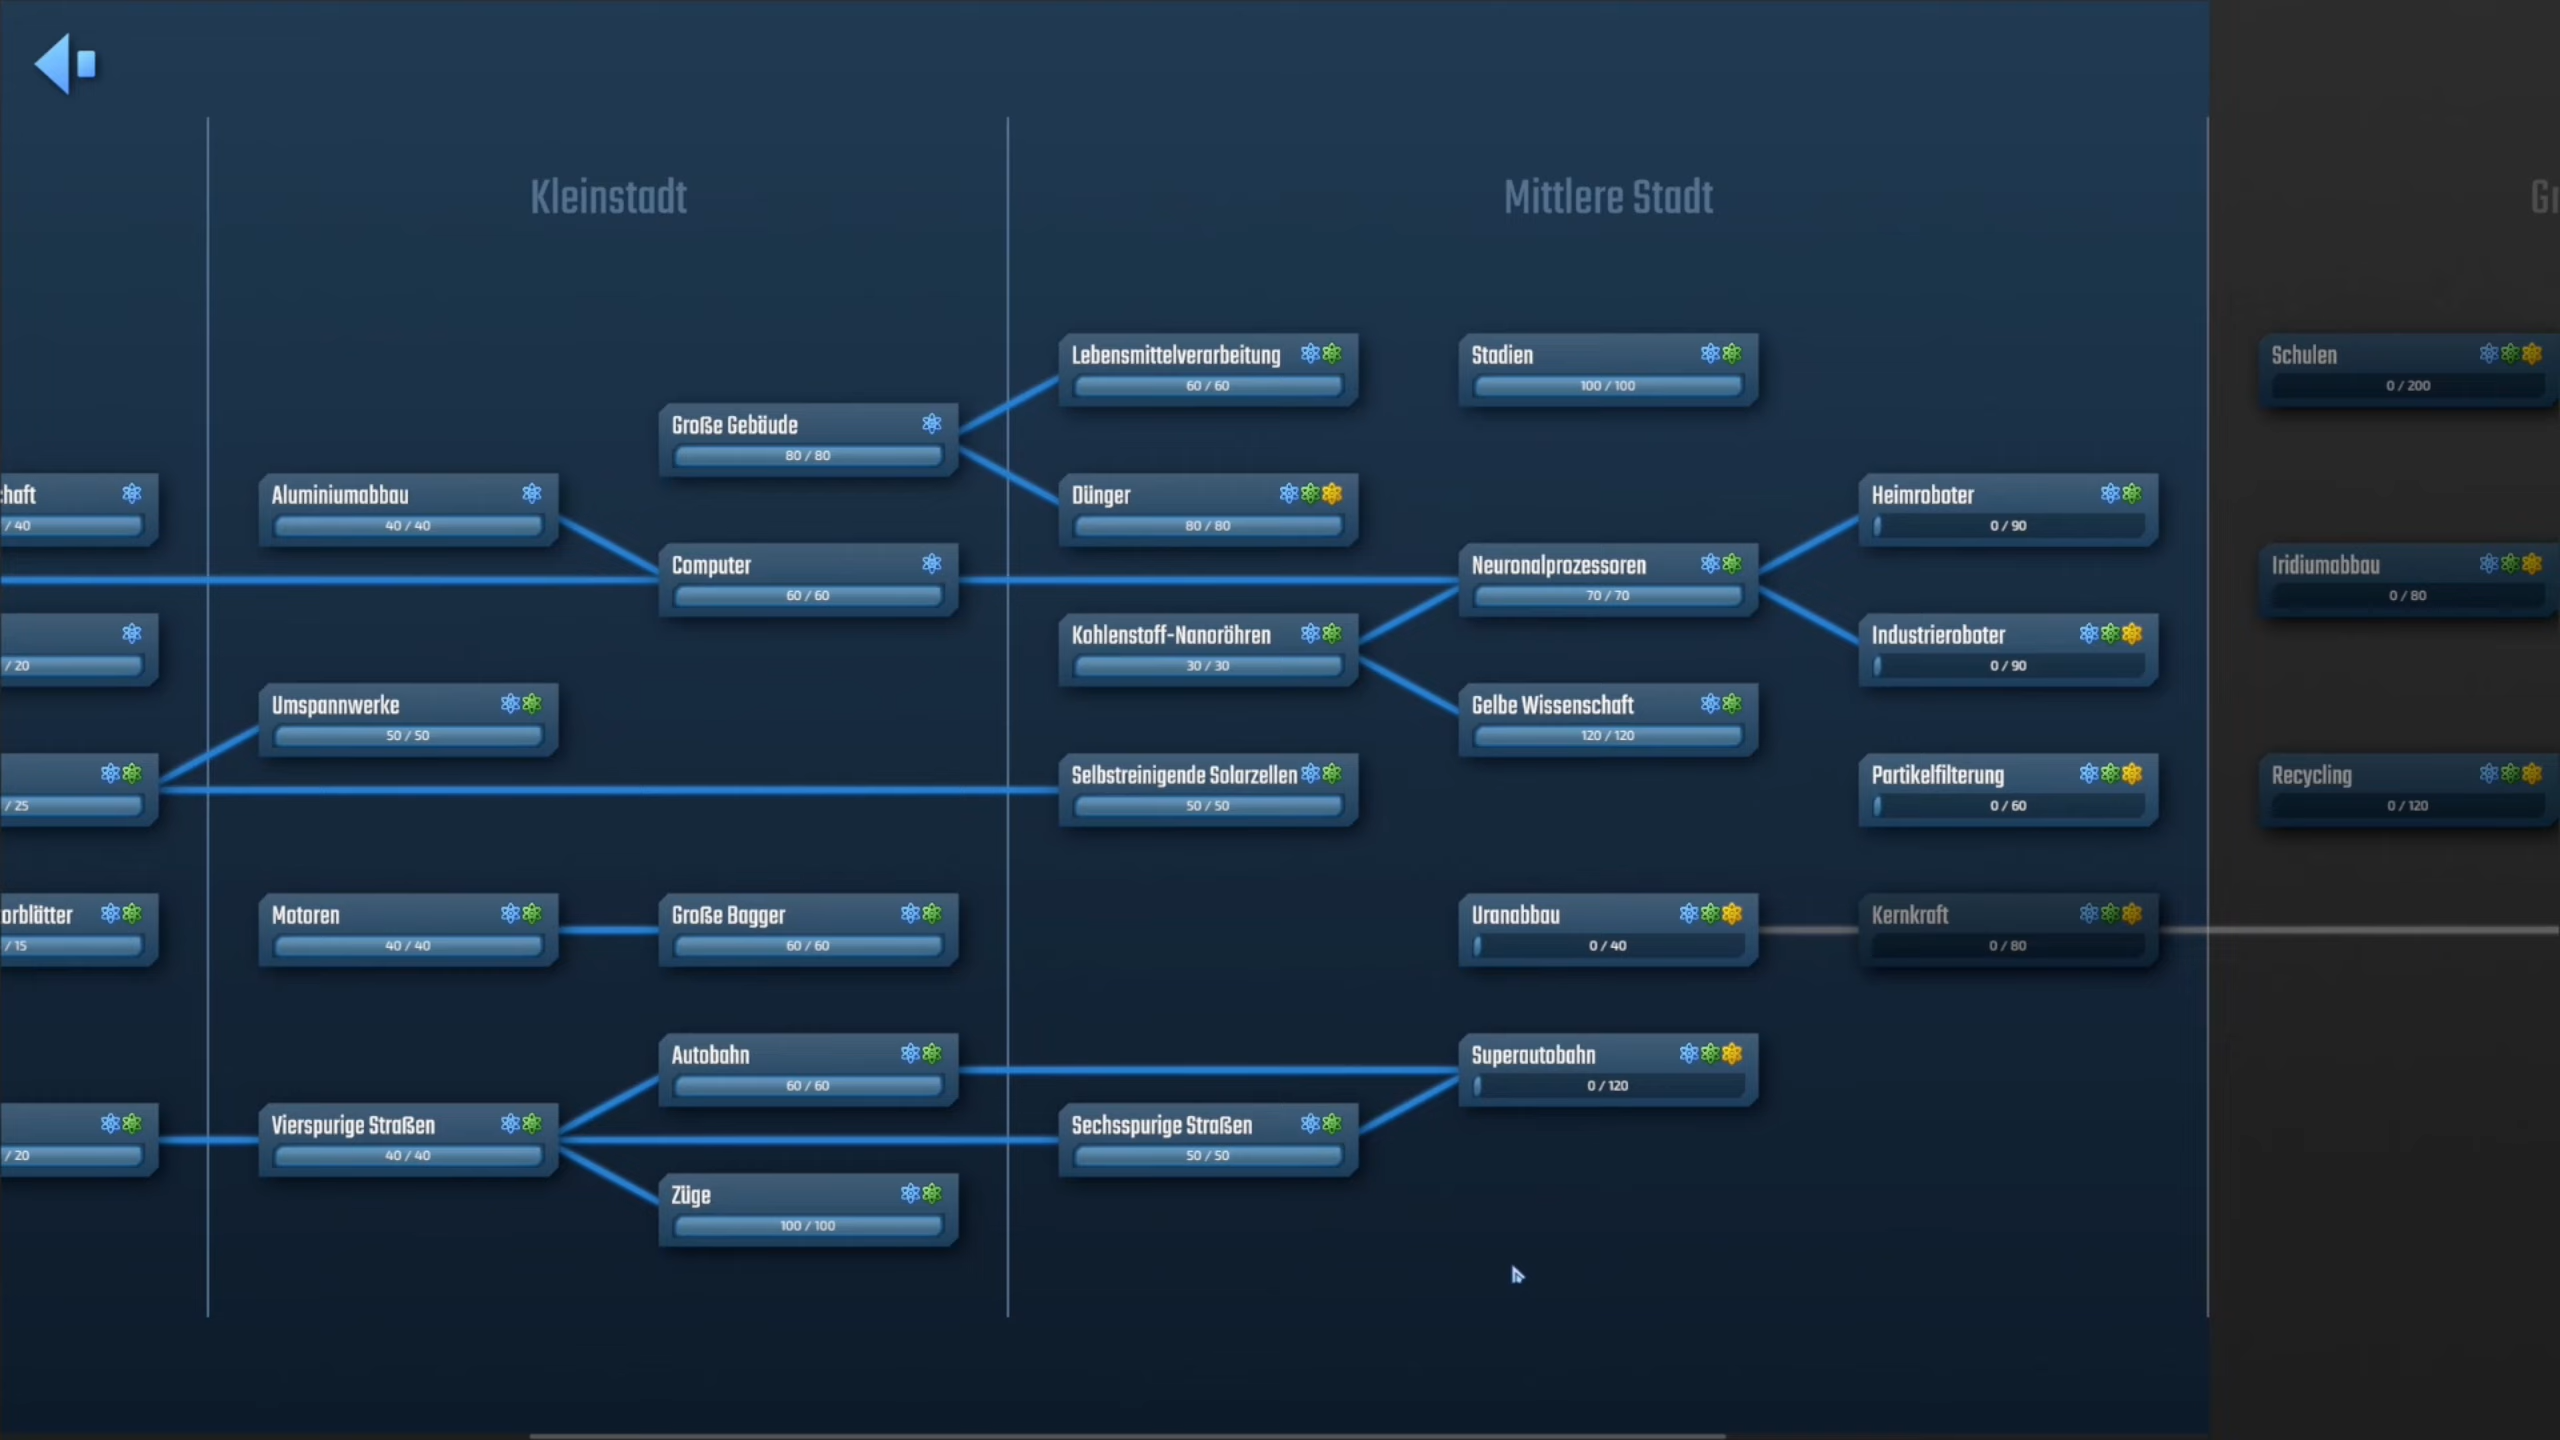 Kleinstadt
Mittlere Stadt
Lebensmittelverarbeitung
60 / 60
Stadien
100 / 100
Schulen
0 / 200
Große Gebäude
80 / 80
/ 40
Aluminiumabbau
40 / 40
Dünger
80 / 80
Heimroboter
0 / 90
Computer
60 / 60
Neuronalprozessoren
70 / 70
Iridiumabbau
0 / 80
/ 20
Kohlenstoff-Nanoröhren
30 / 30
Industrieroboter
0 / 90
Umspannwerke
50 / 50
Gelbe Wissenschaft
120 / 120
/ 25
Selbstreinigende Solarzellen
50 / 50
Partikelfilterung
0 / 60
Recycling
0 / 120
orblätter
/ 15
Motoren
40 / 40
Große Bagger
60 / 60
Uranabbau
0 / 40
Kernkraft
0 / 80
Autobahn
60 / 60
Superautobahn
0 / 120
/ 20
Vierspurige Straßen
40 / 40
Sechsspurige Straßen
50 / 50
Züge
100 / 100